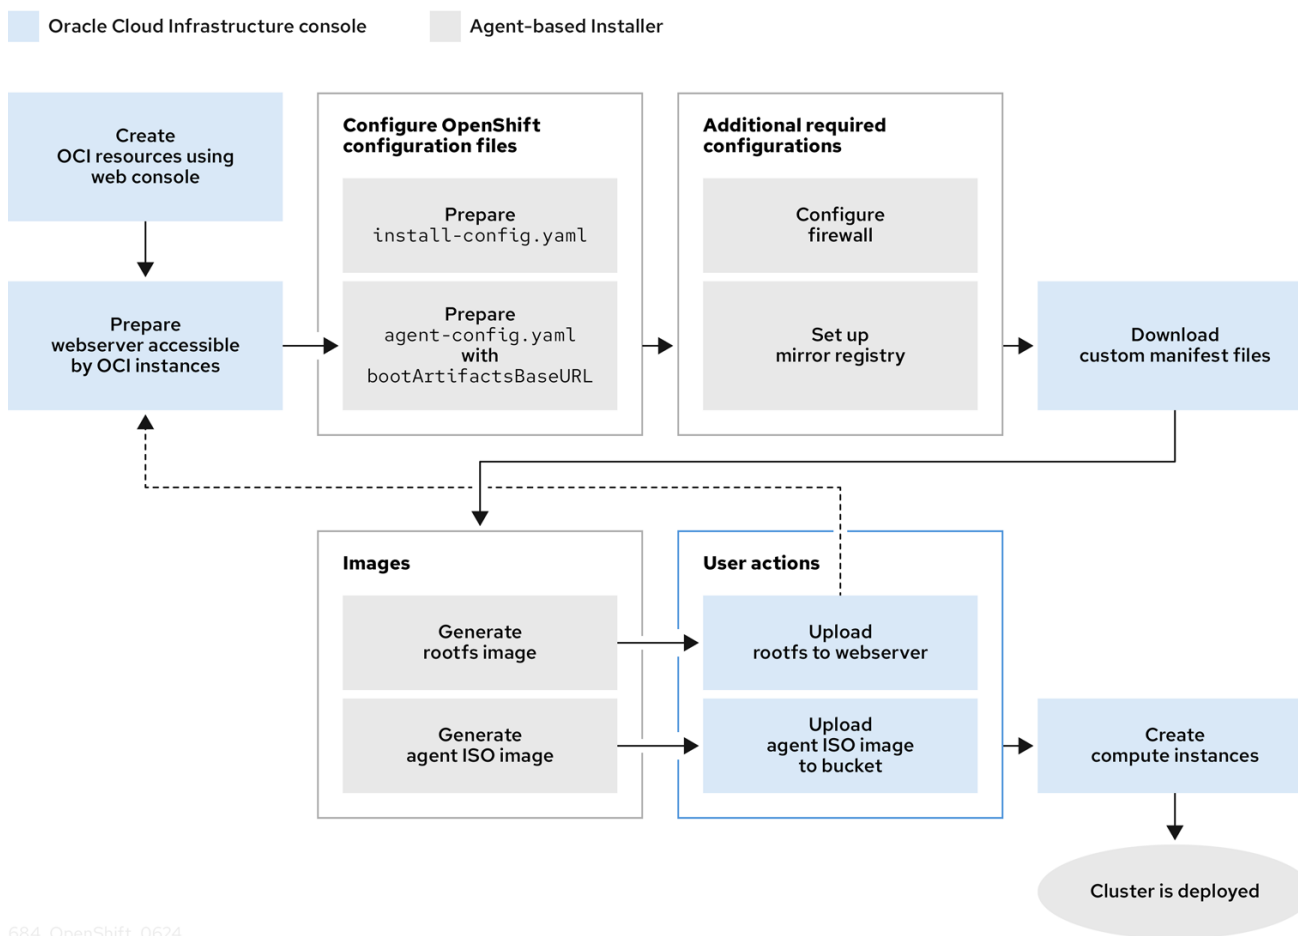 Oracle Cloud Infrastructure console
Agent-based Installer
Create
OCI resources using
web console
Prepare
webserver accessible
by OCI instances
Configure OpenShift
configuration files
Prepare
install-config.yaml
Prepare
agent-config.yaml
with
bootArtifactsBaseURL
Additional required
configurations
Configure
firewall
Set up
mirror registry
Download
custom manifest files
Images
Generate
rootfs image
Generate
agent ISO image
User actions
Upload
rootfs to webserver
Upload
agent ISO image
to bucket
Create
compute instances
Cluster is deployed
684_OpenShift_0624